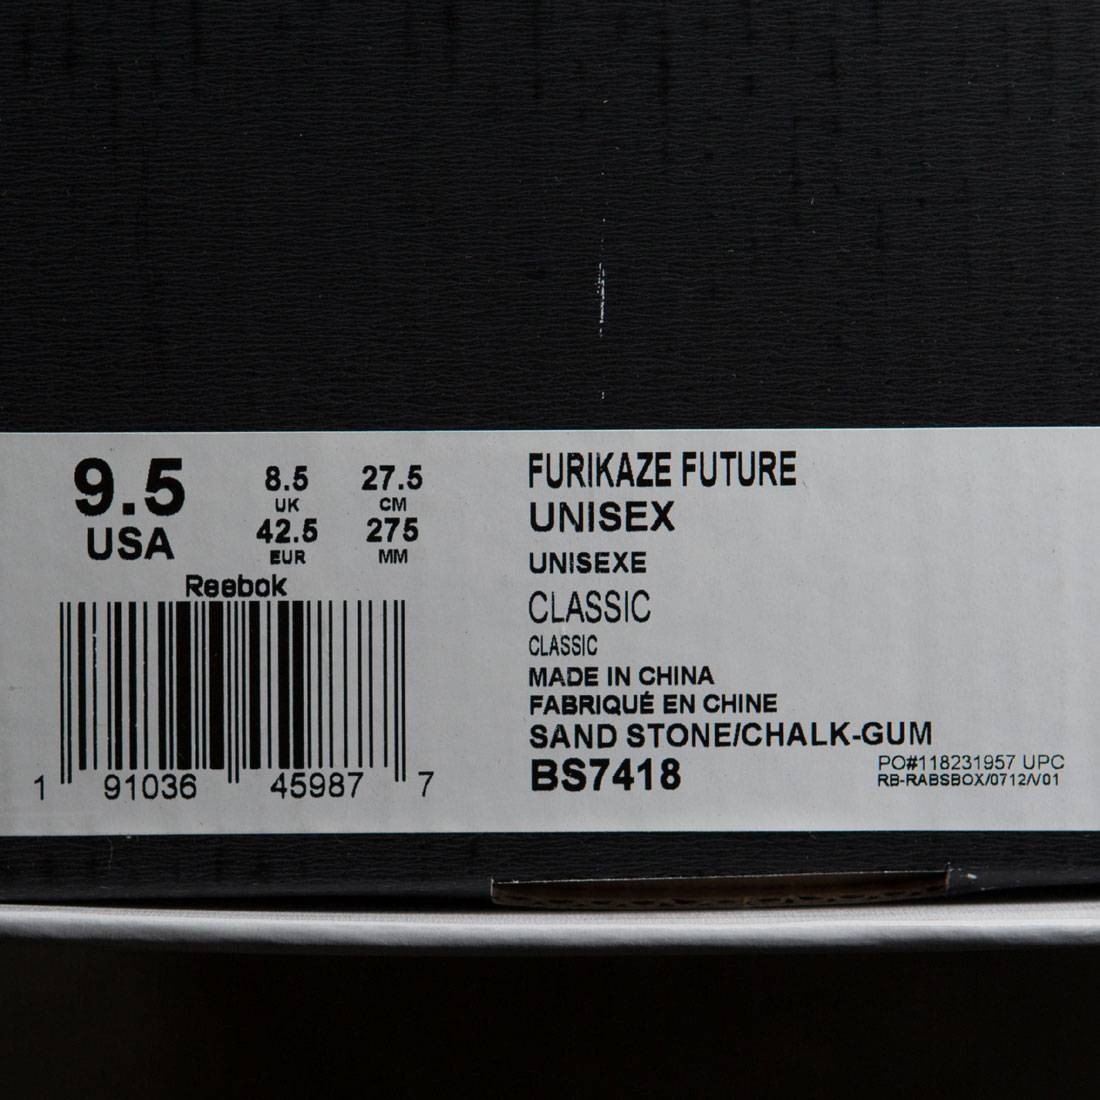 9.5
USA
8.5
UK
42.5
EUR
27.5
CM
275
MM
Reebok
1 91036 45987 7
FURIKAZE FUTURE
UNISEX
UNISEXE
CLASSIC
CLASSIC
MADE IN CHINA
FABRIQUÉ EN CHINE
SAND STONE/CHALK-GUM
BS7418
PO#118231957 UPC
RB-RABSBOX/0712/V01